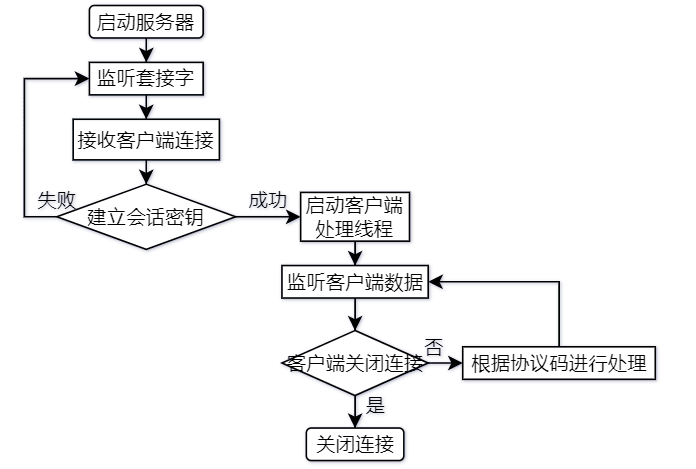 启动服务器
监听套接字
接收客户端连接
失败
建立会话密钥
成功
启动客户端
处理线程
监听客户端数据
客户端关闭连接
否
根据协议码进行处理
是
关闭连接